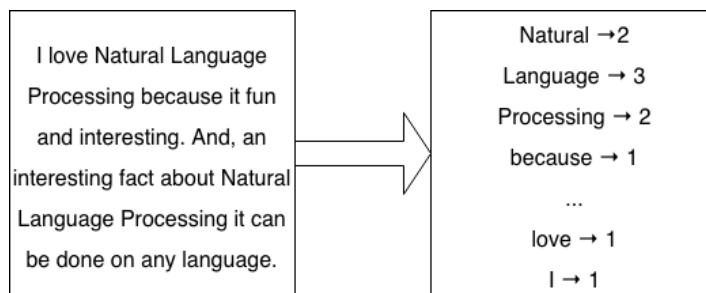 I love Natural Language
Processing because it fun
and interesting. And, an
interesting fact about Natural
Language Processing it can
be done on any language.
Natural →2
Language → 3
Processing → 2
because → 1
...
love → 1
I → 1